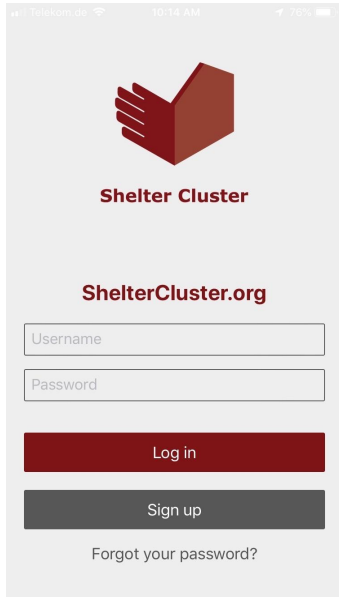 Telekom.de 10:14 AM 76%
Shelter Cluster
ShelterCluster.org
Username
Password
Log in
Sign up
Forgot your password?